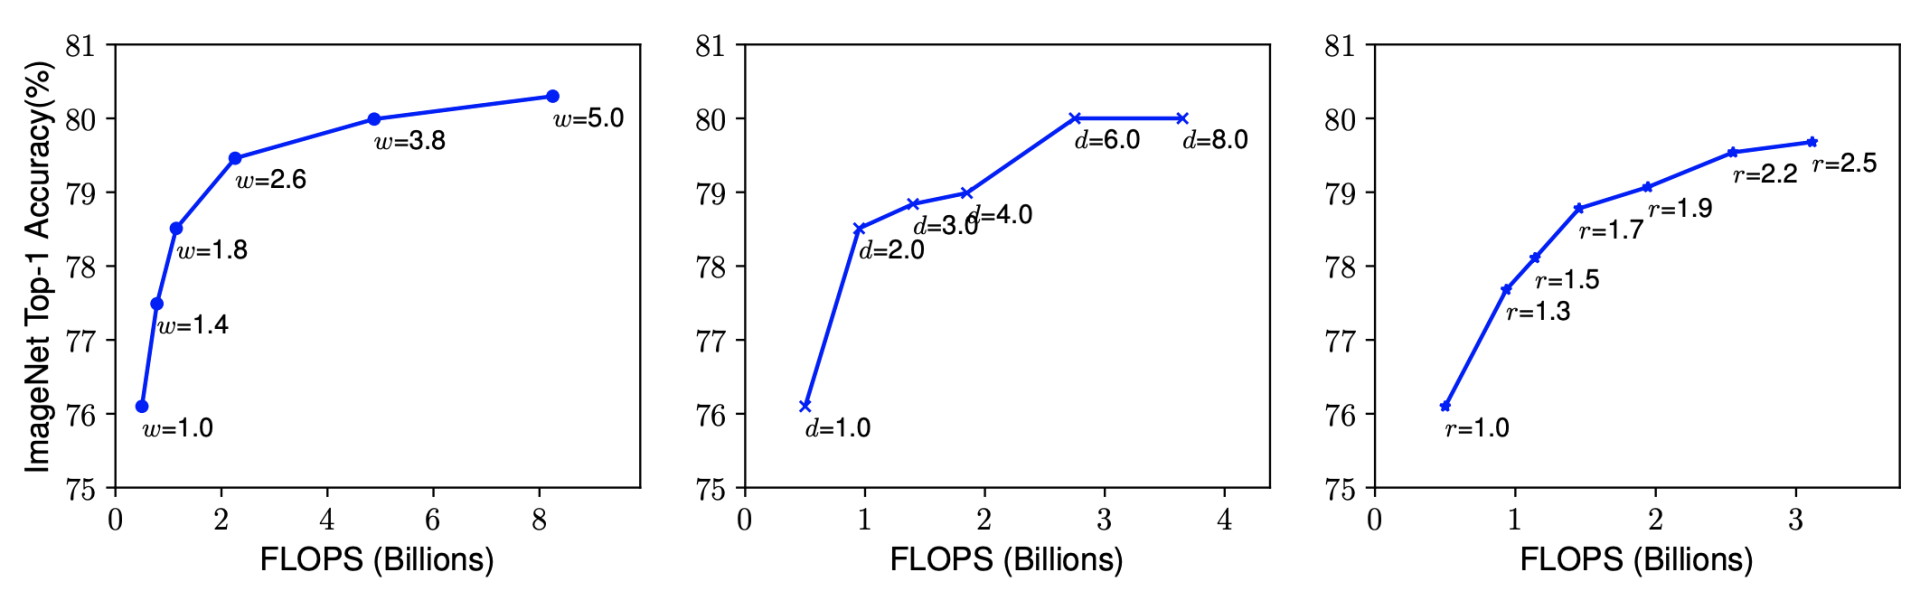 ImageNet Top-1 Accuracy(%)
81
80
79
78
77
76
75
w=5.0
w=3.8
w=2.6
w=1.8
w=1.4
w=1.0
0 2 4 6 8
FLOPS (Billions)
81
80
79
78
77
76
75
d=6.0
d=8.0
d=4.0
d=3.0
d=2.0
d=1.0
0 1 2 3 4
FLOPS (Billions)
81
80
79
78
77
76
75
r=2.5
r=2.2
r=1.9
r=1.7
r=1.5
r=1.3
r=1.0
0 1 2 3
FLOPS (Billions)